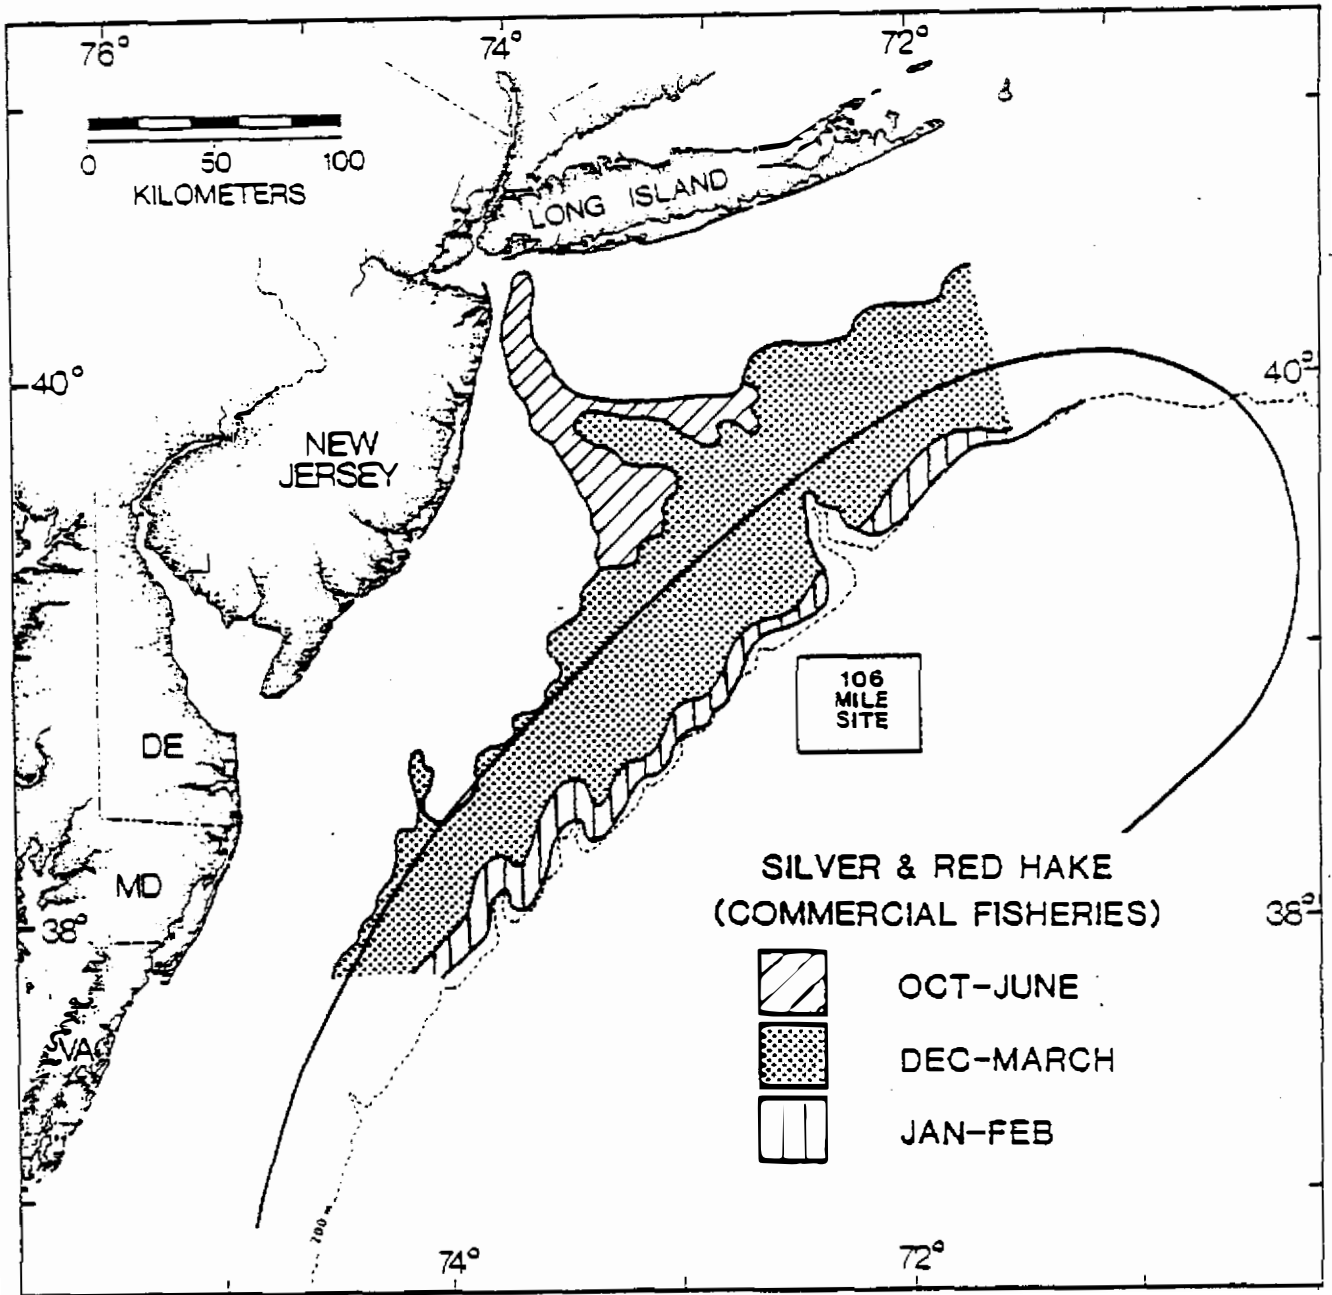 76°
74°
72°
0 50 100
KILOMETERS
LONG ISLAND
40°
40°
NEW
JERSEY
106
MILE
SITE
DE
MD
SILVER & RED HAKE
(COMMERCIAL FISHERIES)
38°
38°
OCT-JUNE
VA
DEC-MARCH
JAN-FEB
200 m
74°
72°